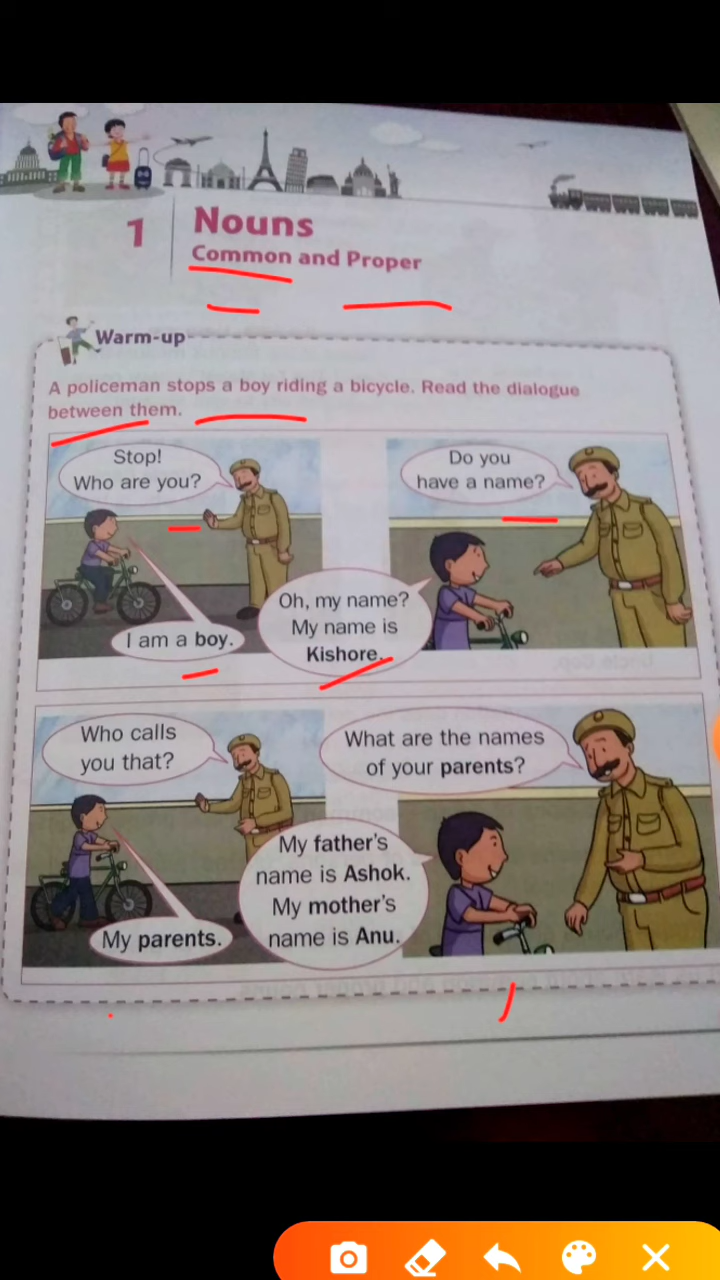 1
Nouns
Common and Proper
Warm-up
A policeman stops a boy riding a bicycle. Read the dialogue
between them.
Stop!
Who are you?
I am a boy.
Do you
have a name?
Oh, my name?
My name is
Kishore.
Who calls
you that?
My parents.
What are the names
of your parents?
My father's
name is Ashok.
My mother's
name is Anu.